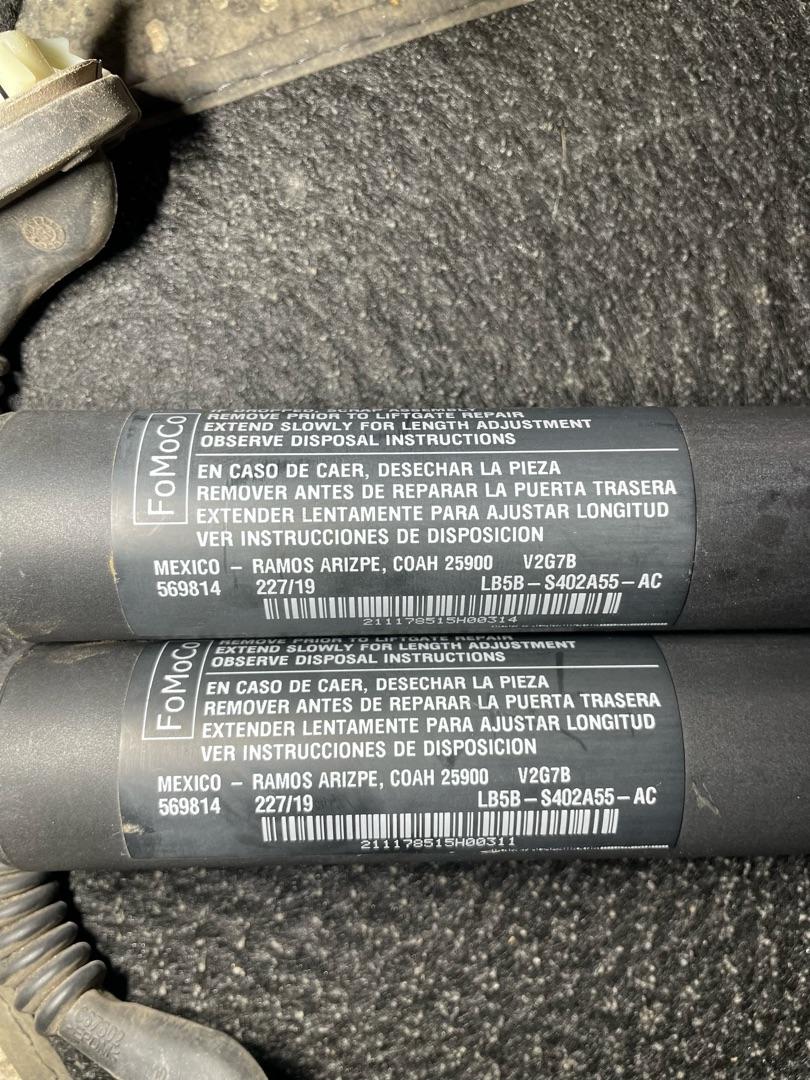 FoMoCo
REMOVE PRIOR TO LIFTGATE REPAIR
EXTEND SLOWLY FOR LENGTH ADJUSTMENT
OBSERVE DISPOSAL INSTRUCTIONS
EN CASO DE CAER, DESECHAR LA PIEZA
REMOVER ANTES DE REPARAR LA PUERTA TRASERA
EXTENDER LENTAMENTE PARA AJUSTAR LONGITUD
VER INSTRUCCIONES DE DISPOSICION
MEXICO – RAMOS ARIZPE, COAH 25900 V2G7B
569814 227/19 LB5B–S402A55–AC
211178515H00314
FoMoCo
REMOVE PRIOR TO LIFTGATE REPAIR
EXTEND SLOWLY FOR LENGTH ADJUSTMENT
OBSERVE DISPOSAL INSTRUCTIONS
EN CASO DE CAER, DESECHAR LA PIEZA
REMOVER ANTES DE REPARAR LA PUERTA TRASERA
EXTENDER LENTAMENTE PARA AJUSTAR LONGITUD
VER INSTRUCCIONES DE DISPOSICION
MEXICO – RAMOS ARIZPE, COAH 25900 V2G7B
569814 227/19 LB5B–S402A55–AC
211178515H00311